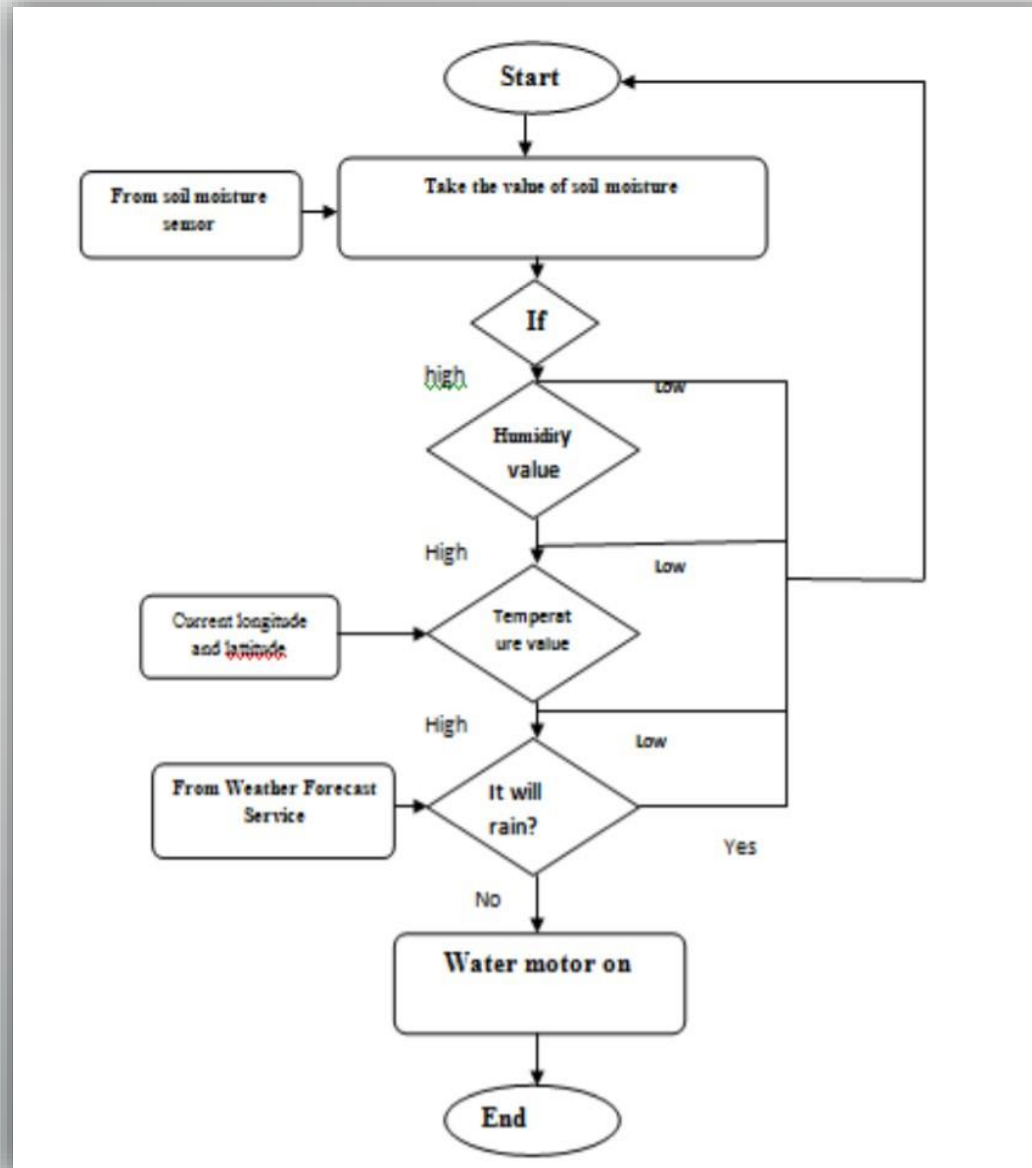 Start
Take the value of soil moisture
From soil moisture
sensor
If
high
Low
Humidity
value
High
Low
Current longitude
and lattitude
Temperat
ure value
High
Low
From Weather Forecast
Service
It will
rain?
Yes
No
Water motor on
End